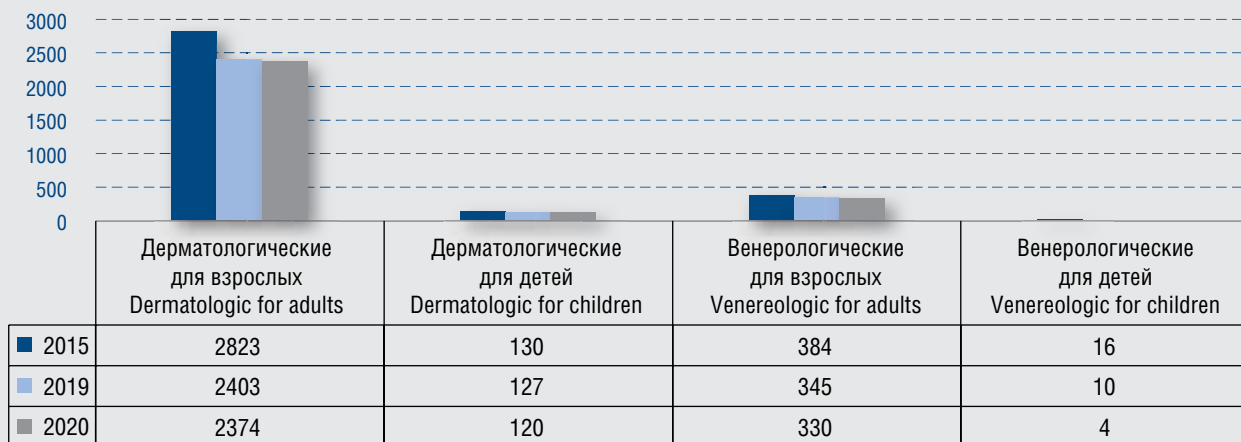 3000
2500
2000
1500
1000
500
0
Дерматологические
для взрослых
Dermatologic for adults
Дерматологические
для детей
Dermatologic for children
Венерологические
для взрослых
Venereologic for adults
Венерологические
для детей
Venereologic for children
2015 2823 130 384 16
2019 2403 127 345 10
2020 2374 120 330 4